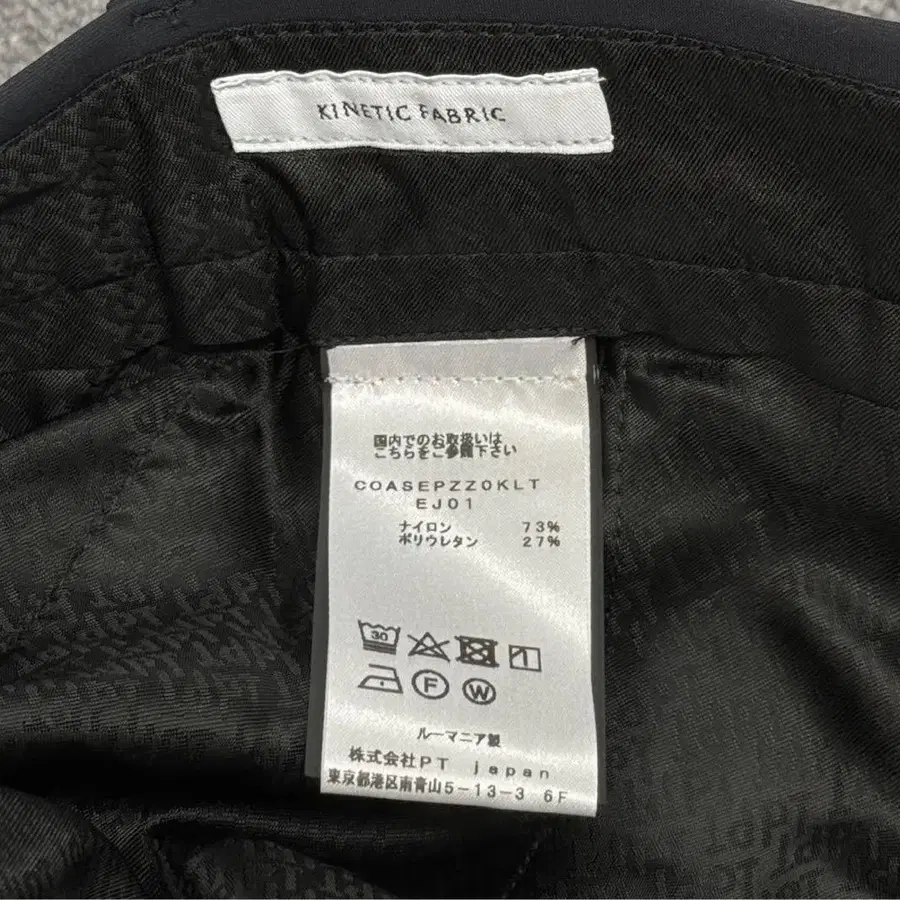 KINETIC FABRIC
国内でのお取扱いは
こちらをご参照下さい
COASEPZZ0KLT
EJ01
ナイロン 73%
ポリウレタン 27%
30
F W
ルーマニア製
株式会社PT japan
東京都港区南青山5-13-3 6F